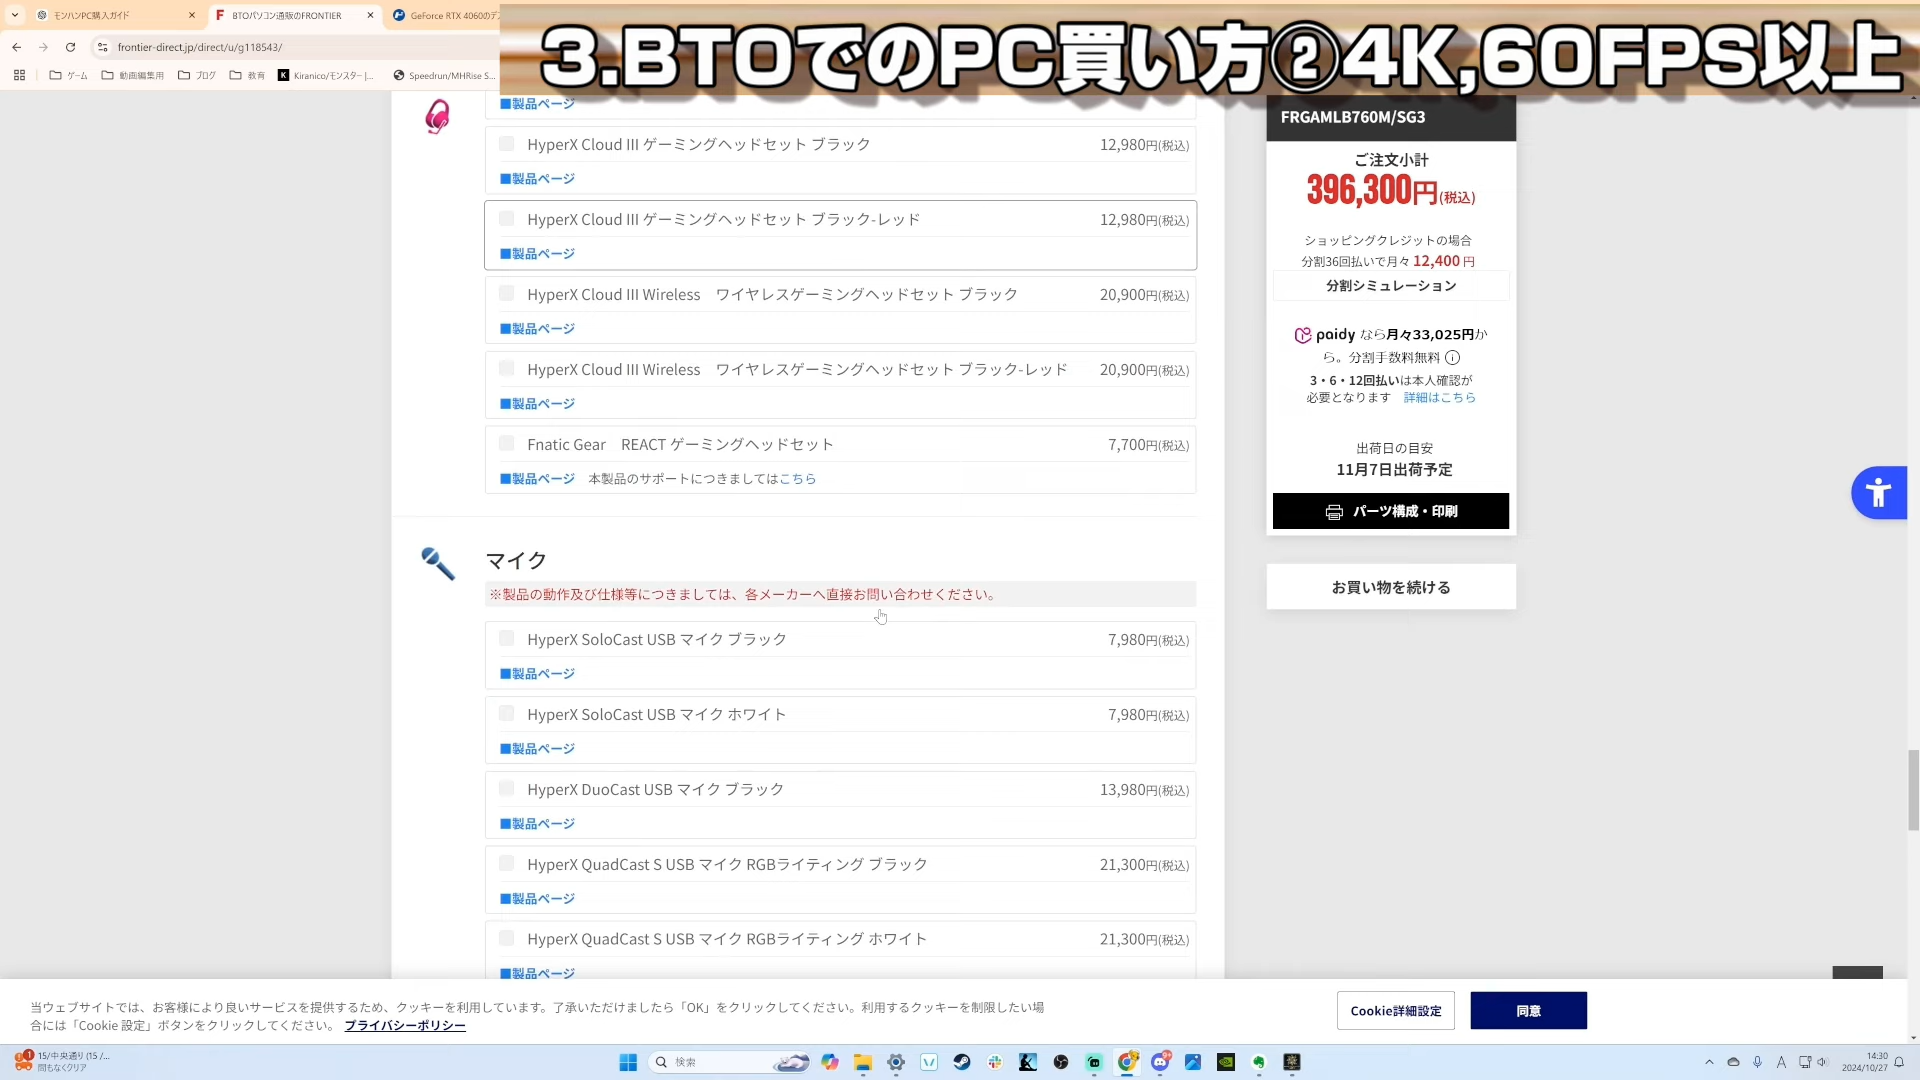 モンハンPC購入ガイド
BTOパソコン通販のFRONTIER
GeForce RTX 4060のデ
3.BTOでのPC買い方②4K,60FPS以上
frontier-direct.jp/direct/u/g118543/
ゲーム
動画編集用
ブログ
教育
Kiranico/モンスター |...
Speedrun/MHRise S...
■製品ページ
HyperX Cloud III ゲーミングヘッドセット ブラック
12,980円(税込)
■製品ページ
HyperX Cloud III ゲーミングヘッドセット ブラック-レッド
12,980円(税込)
■製品ページ
HyperX Cloud III Wireless　ワイヤレスゲーミングヘッドセット ブラック
20,900円(税込)
■製品ページ
HyperX Cloud III Wireless　ワイヤレスゲーミングヘッドセット ブラック-レッド
20,900円(税込)
■製品ページ
Fnatic Gear　REACT ゲーミングヘッドセット
7,700円(税込)
■製品ページ　本製品のサポートにつきましてはこちら
マイク
※製品の動作及び仕様等につきましては、各メーカーへ直接お問い合わせください。
HyperX SoloCast USB マイク ブラック
7,980円(税込)
■製品ページ
HyperX SoloCast USB マイク ホワイト
7,980円(税込)
■製品ページ
HyperX DuoCast USB マイク ブラック
13,980円(税込)
■製品ページ
HyperX QuadCast S USB マイク RGBライティング ブラック
21,300円(税込)
■製品ページ
HyperX QuadCast S USB マイク RGBライティング ホワイト
21,300円(税込)
■製品ページ
FRGAMLB760M/SG3
ご注文小計
396,300円(税込)
ショッピングクレジットの場合
分割36回払いで月々 12,400 円
分割シミュレーション
paidy なら月々33,025円か
ら。分割手数料無料
3・6・12回払いは本人確認が
必要となります　詳細はこちら
出荷日の目安
11月7日出荷予定
パーツ構成・印刷
お買い物を続ける
当ウェブサイトでは、お客様により良いサービスを提供するため、クッキーを利用しています。了承いただけましたら「OK」をクリックしてください。利用するクッキーを制限したい場
合には「Cookie 設定」ボタンをクリックしてください。 プライバシーポリシー
Cookie詳細設定
同意
15/中央通り (15 /...
間もなくクリア
検索
A
14:30
2024/10/27